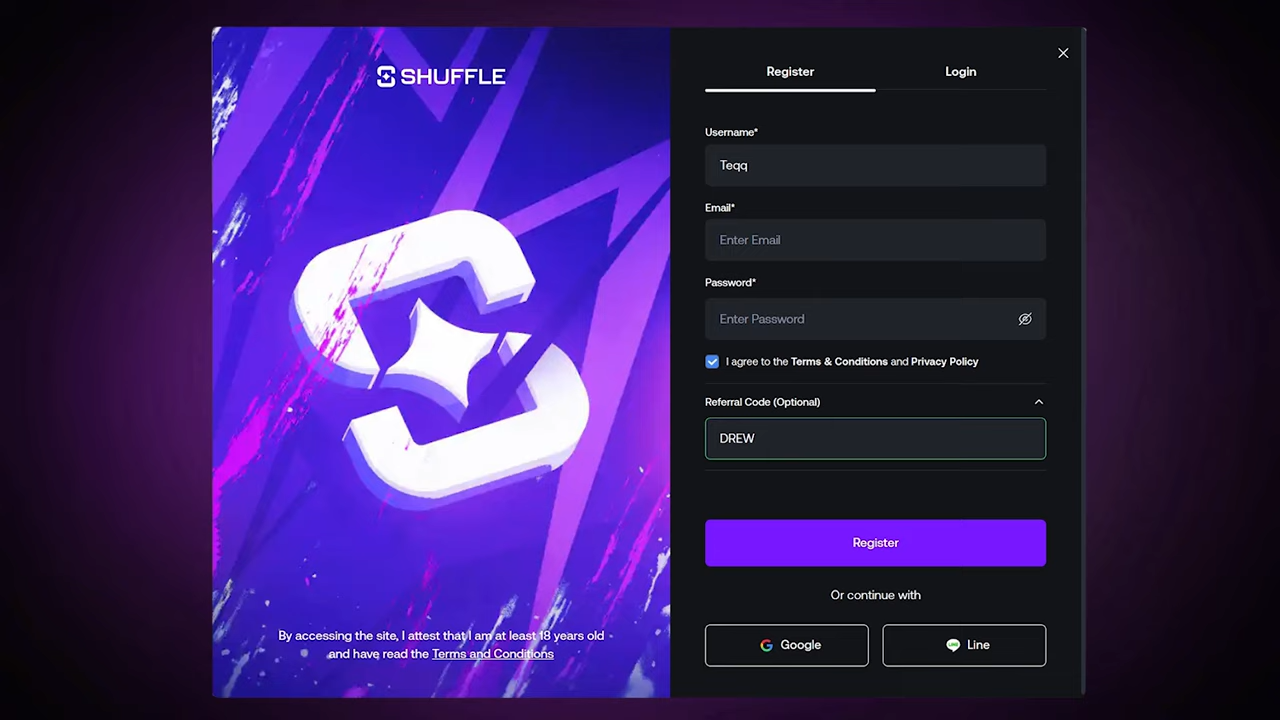 SHUFFLE
By accessing the site, I attest that I am at least 18 years old
and have read the Terms and Conditions
Register
Login
Username*
Teqq
Email*
Enter Email
Password*
Enter Password
I agree to the Terms & Conditions and Privacy Policy
Referral Code (Optional)
DREW
Register
Or continue with
Google
Line